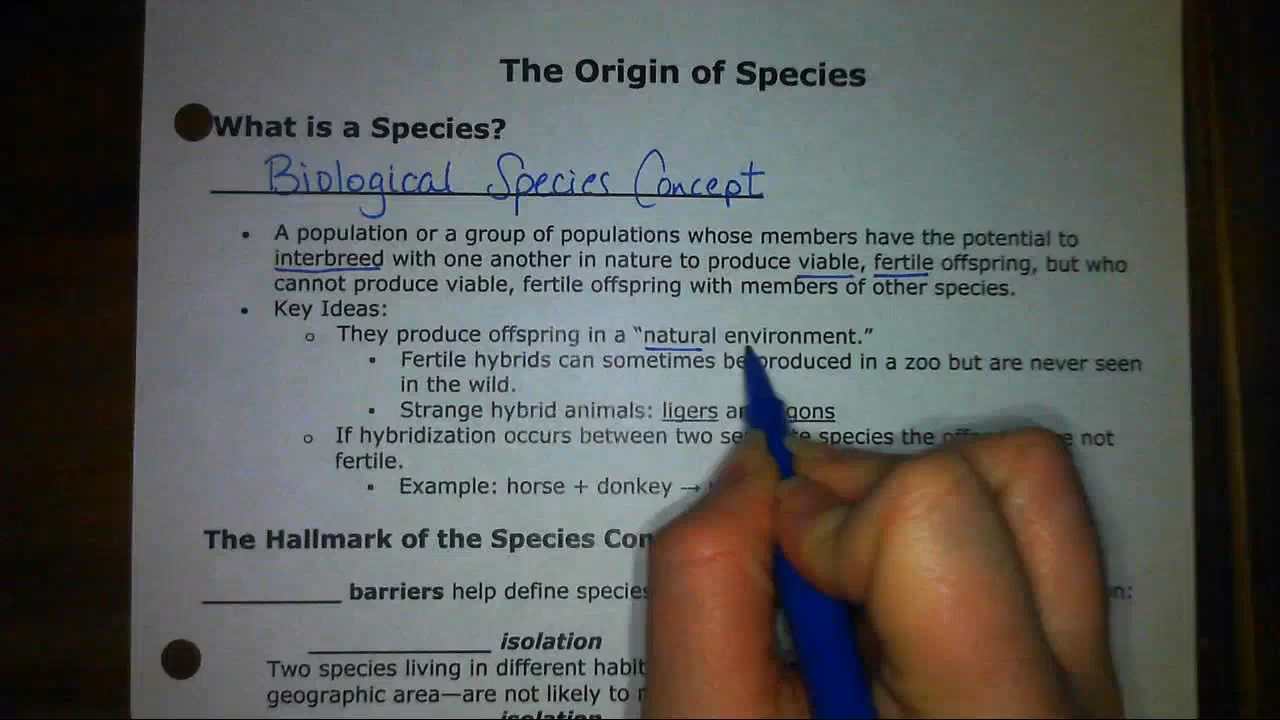 The Origin of Species
What is a Species?
Biological Species Concept
• A population or a group of populations whose members have the potential to
interbreed with one another in nature to produce viable, fertile offspring, but who
cannot produce viable, fertile offspring with members of other species.
• Key Ideas:
o They produce offspring in a “natural environment.”
▪ Fertile hybrids can sometimes be produced in a zoo but are never seen
in the wild.
▪ Strange hybrid animals: ligers
o If hybridization occurs between two species the not
fertile.
▪ Example: horse + donkey →
The Hallmark of the Species
__________ barriers help define
_____________ isolation
Two species living in different
geographic area—are not likely to
isolation